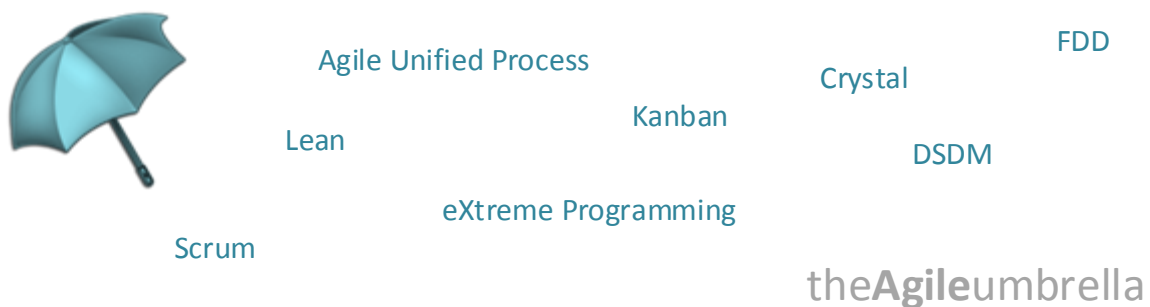 FDD
Agile Unified Process
Crystal
Kanban
Lean
DSDM
eXtreme Programming
Scrum
theAgileumbrella